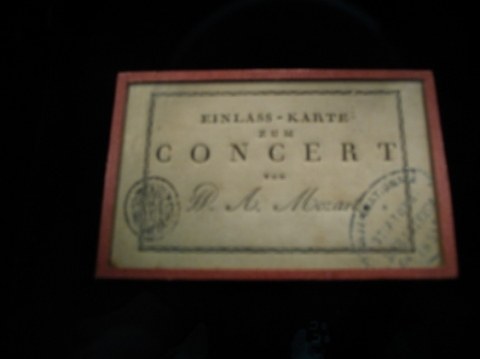 EINLASS-KARTE
ZUM
CONCERT
VON
W. A. Mozart